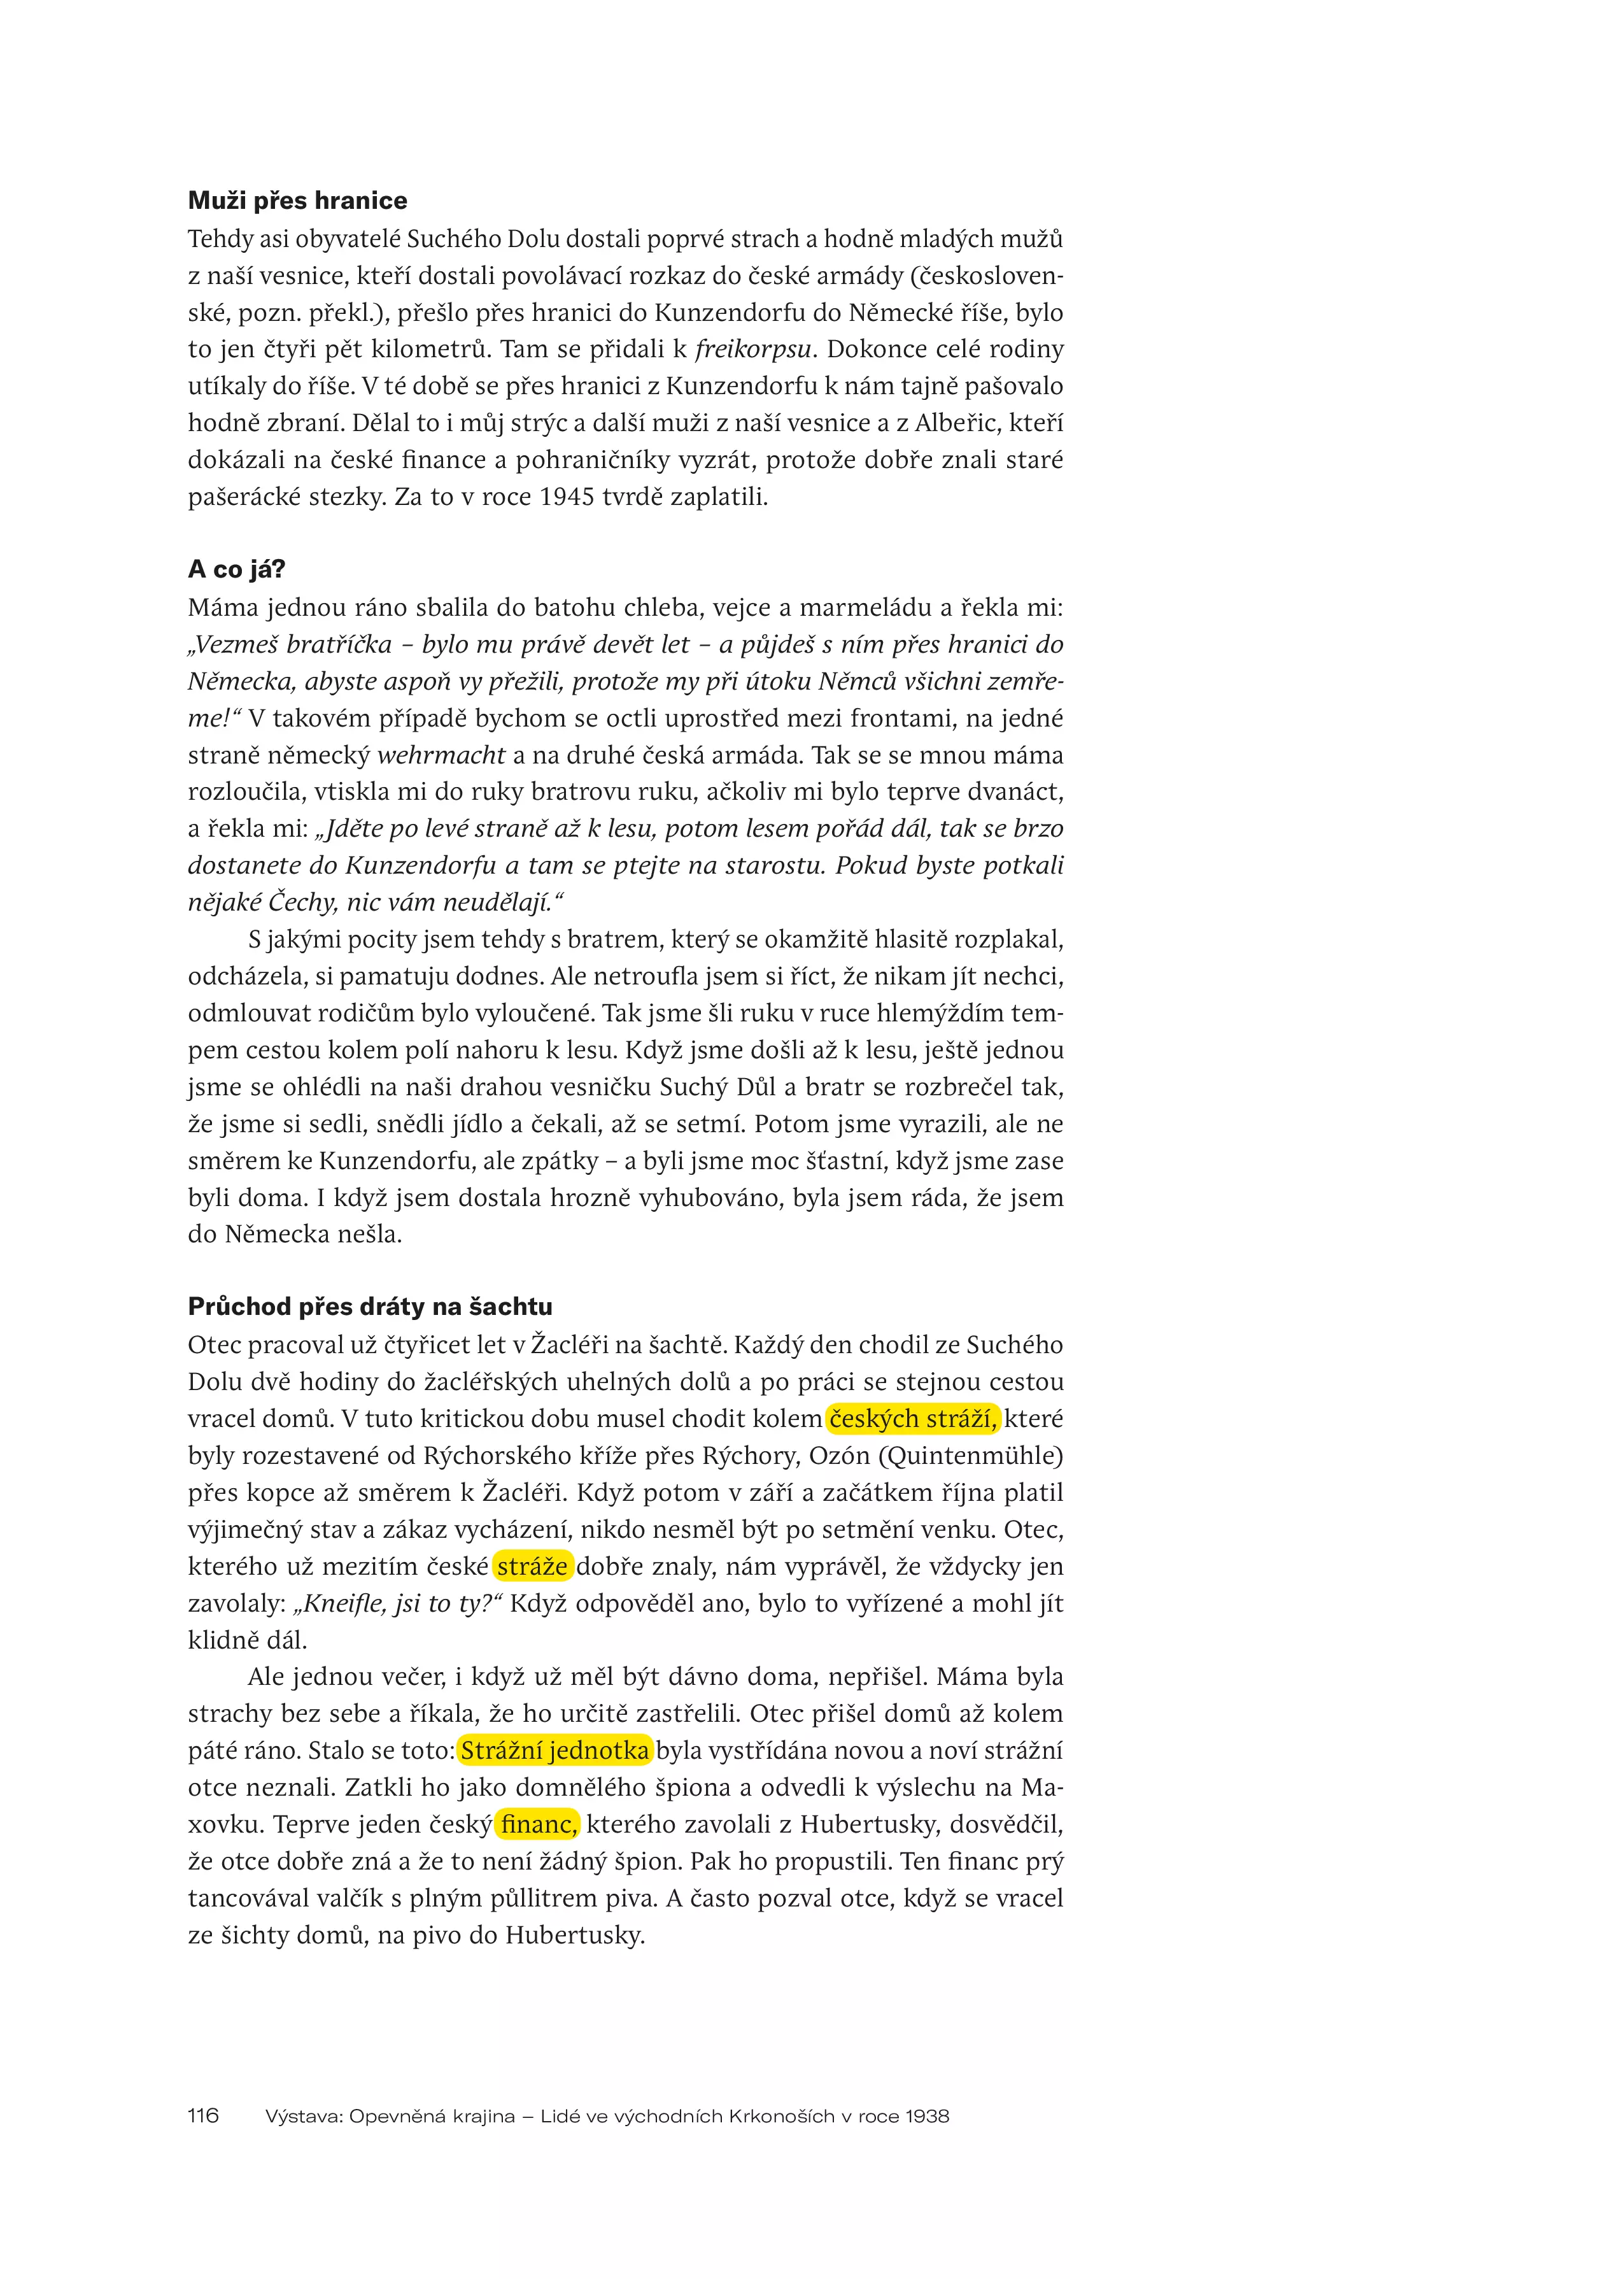 Muži přes hranice
Tehdy asi obyvatelé Suchého Dolu dostali poprvé strach a hodně mladých mužů
z naší vesnice, kteří dostali povolávací rozkaz do české armády (českosloven-
ské, pozn. překl.), přešlo přes hranici do Kunzendorfu do Německé říše, bylo
to jen čtyři pět kilometrů. Tam se přidali k freikorpsu. Dokonce celé rodiny
utíkaly do říše. V té době se přes hranici z Kunzendorfu k nám tajně pašovalo
hodně zbraní. Dělal to i můj strýc a další muži z naší vesnice a z Albeřic, kteří
dokázali na české finance a pohraničníky vyzrát, protože dobře znali staré
pašerácké stezky. Za to v roce 1945 tvrdě zaplatili.
A co já?
Máma jednou ráno sbalila do batohu chleba, vejce a marmeládu a řekla mi:
„Vezmeš bratříčka – bylo mu právě devět let – a půjdeš s ním přes hranici do
Německa, abyste aspoň vy přežili, protože my při útoku Němců všichni zemře-
me!“ V takovém případě bychom se octli uprostřed mezi frontami, na jedné
straně německý wehrmacht a na druhé česká armáda. Tak se se mnou máma
rozloučila, vtiskla mi do ruky bratrovu ruku, ačkoliv mi bylo teprve dvanáct,
a řekla mi: „Jděte po levé straně až k lesu, potom lesem pořád dál, tak se brzo
dostanete do Kunzendorfu a tam se ptejte na starostu. Pokud byste potkali
nějaké Čechy, nic vám neudělají.“
S jakými pocity jsem tehdy s bratrem, který se okamžitě hlasitě rozplakal,
odcházela, si pamatuju dodnes. Ale netroufla jsem si říct, že nikam jít nechci,
odmlouvat rodičům bylo vyloučené. Tak jsme šli ruku v ruce hlemýždím tem-
pem cestou kolem polí nahoru k lesu. Když jsme došli až k lesu, ještě jednou
jsme se ohlédli na naši drahou vesničku Suchý Důl a bratr se rozbrečel tak,
že jsme si sedli, snědli jídlo a čekali, až se setmí. Potom jsme vyrazili, ale ne
směrem ke Kunzendorfu, ale zpátky – a byli jsme moc šťastní, když jsme zase
byli doma. I když jsem dostala hrozně vyhubováno, byla jsem ráda, že jsem
do Německa nešla.
Průchod přes dráty na šachtu
Otec pracoval už čtyřicet let v Žacléři na šachtě. Každý den chodil ze Suchého
Dolu dvě hodiny do žacléřských uhelných dolů a po práci se stejnou cestou
vracel domů. V tuto kritickou dobu musel chodit kolem českých stráží, které
byly rozestavené od Rýchorského kříže přes Rýchory, Ozón (Quintenmühle)
přes kopce až směrem k Žacléři. Když potom v září a začátkem října platil
výjimečný stav a zákaz vycházení, nikdo nesměl být po setmění venku. Otec,
kterého už mezitím české stráže dobře znaly, nám vyprávěl, že vždycky jen
zavolaly: „Kneifle, jsi to ty?“ Když odpověděl ano, bylo to vyřízené a mohl jít
klidně dál.
Ale jednou večer, i když už měl být dávno doma, nepřišel. Máma byla
strachy bez sebe a říkala, že ho určitě zastřelili. Otec přišel domů až kolem
páté ráno. Stalo se toto: Strážní jednotka byla vystřídána novou a noví strážní
otce neznali. Zatkli ho jako domnělého špiona a odvedli k výslechu na Ma-
xovku. Teprve jeden český financ, kterého zavolali z Hubertusky, dosvědčil,
že otce dobře zná a že to není žádný špion. Pak ho propustili. Ten financ prý
tancovával valčík s plným půllitrem piva. A často pozval otce, když se vracel
ze šichty domů, na pivo do Hubertusky.
116 Výstava: Opevněná krajina – Lidé ve východních Krkonoších v roce 1938